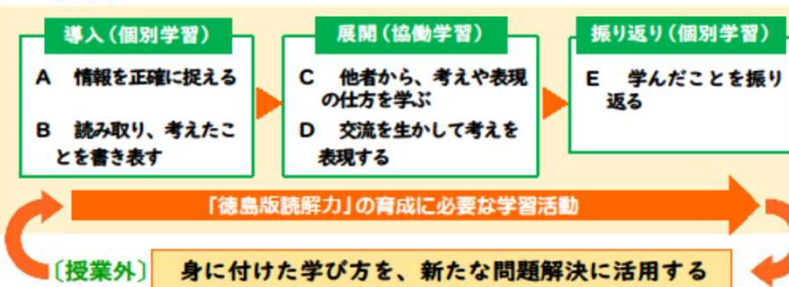 導入(個別学習)
A 情報を正確に捉える
B 読み取り、考えたこ
とを書き表す
展開(協働学習)
C 他者から、考えや表現
の仕方を学ぶ
D 交流を生かして考えを
表現する
振り返り(個別学習)
E 学んだことを振り
返る
「徳島版読解力」の育成に必要な学習活動
〔授業外〕 身に付けた学び方を、新たな問題解決に活用する